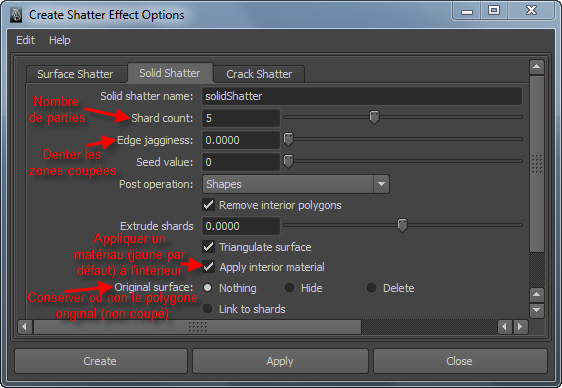 Create Shatter Effect Options
Edit Help
Surface Shatter Solid Shatter Crack Shatter
Solid shatter name: solidShatter
Nombre
de parties
Shard count: 5
Edge jagginess: 0.0000
Denter les
zones coupées
Seed value: 0
Post operation: Shapes
Remove interior polygons
Extrude shards 0.0000
Triangulate surface
Appliquer un
matériau (jaune par
défaut) à l'intérieur
Apply interior material
Original surface: Nothing Hide Delete
Conserver ou non le polygone
original (non coupé)
Link to shards
Create Apply Close